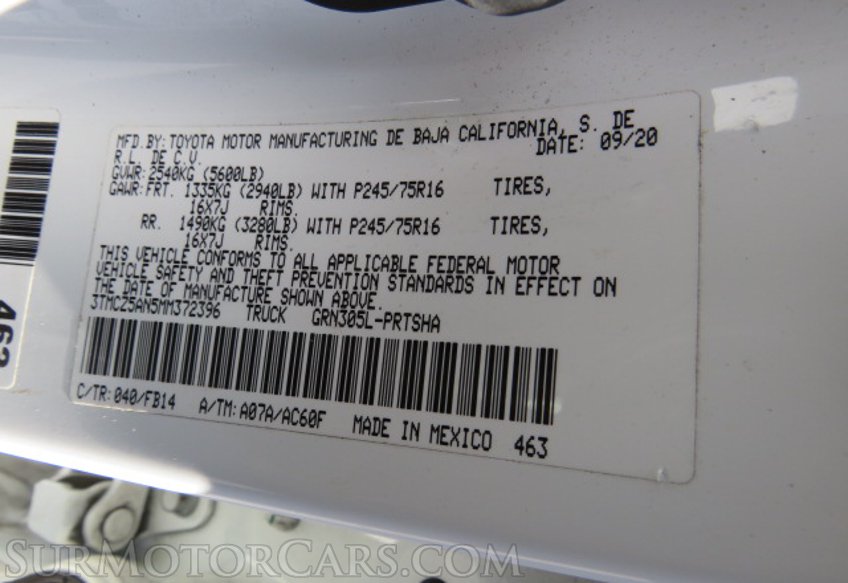 MFD. BY: TOYOTA MOTOR MANUFACTURING DE BAJA CALIFORNIA, S. DE
R.L. DE C.V. DATE: 09/20
GVWR: 2540KG (5600LB)
GAWR: FRT. 1335KG (2940LB) WITH P245/75R16 TIRES,
16X7J RIMS.
RR. 1490KG (3280LB) WITH P245/75R16 TIRES,
16X7J RIMS.
THIS VEHICLE CONFORMS TO ALL APPLICABLE FEDERAL MOTOR
VEHICLE SAFETY AND THEFT PREVENTION STANDARDS IN EFFECT ON
THE DATE OF MANUFACTURE SHOWN ABOVE.
3TMCZ5AN5MM372396 TRUCK GRN305L-PRTSHA
C/TR: 040/FB14 A/TM: A07A/AC60F MADE IN MEXICO 463
463
SURMOTORCARS.COM